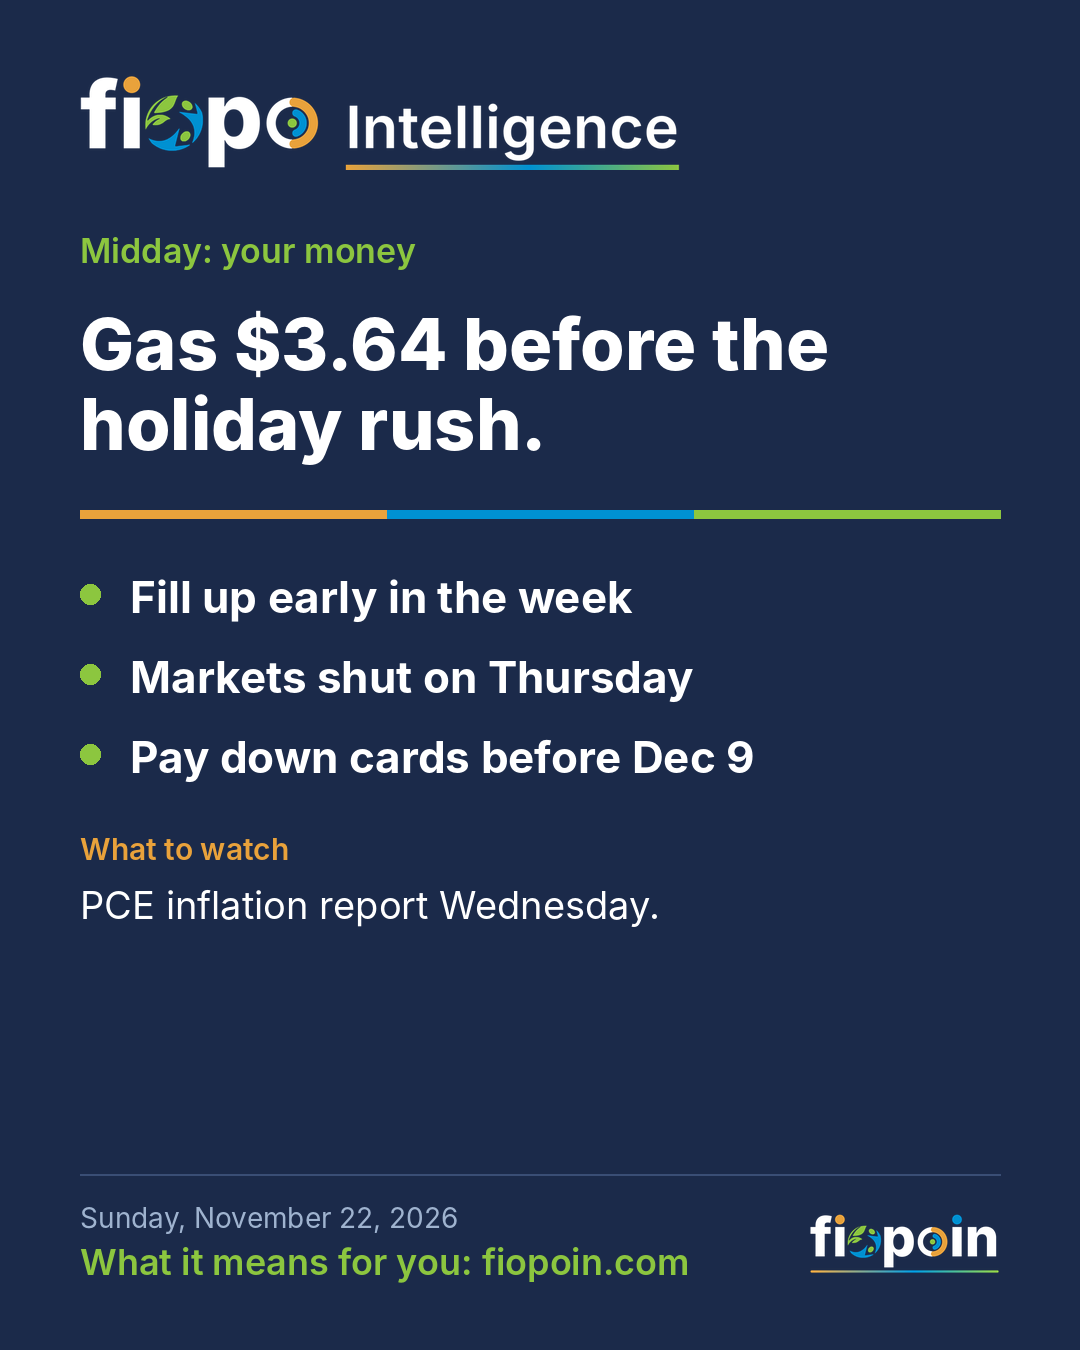 fiopo Intelligence
Midday: your money
Gas $3.64 before the
holiday rush.
Fill up early in the week
Markets shut on Thursday
Pay down cards before Dec 9
What to watch
PCE inflation report Wednesday.
Sunday, November 22, 2026
What it means for you: fiopoin.com
fiopoin